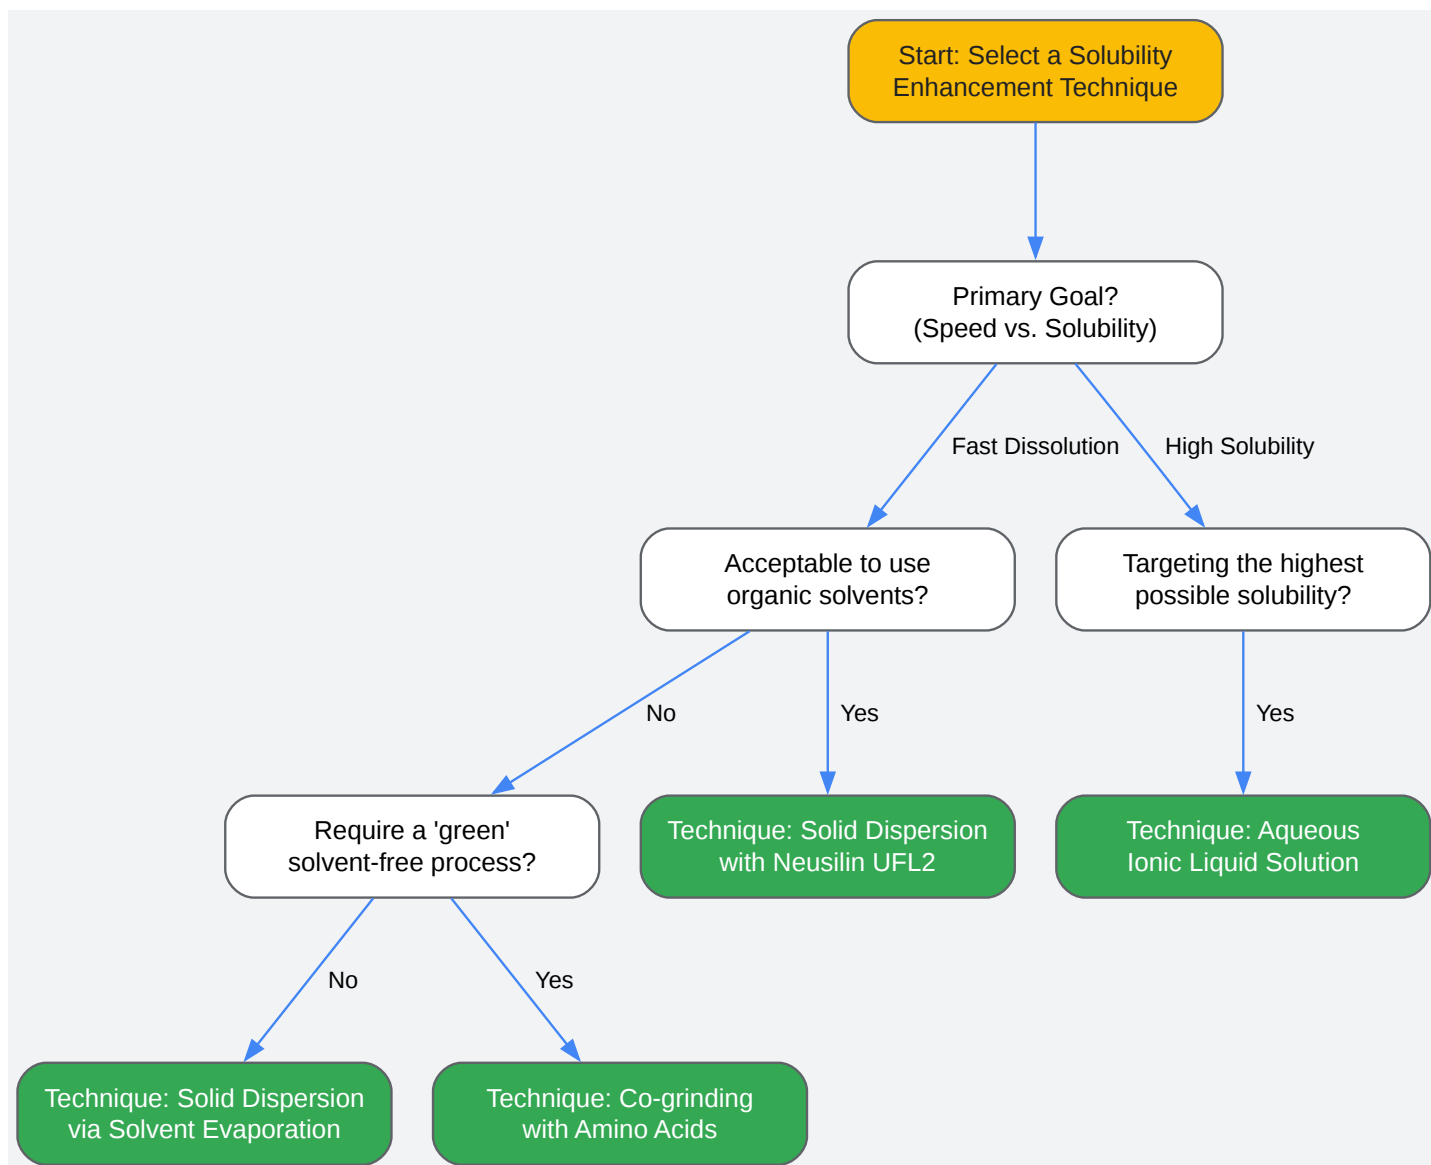 Start: Select a Solubility
Enhancement Technique
Primary Goal?
(Speed vs. Solubility)
Fast Dissolution
High Solubility
Acceptable to use
organic solvents?
Targeting the highest
possible solubility?
No
Yes
Yes
Require a 'green'
solvent-free process?
Technique: Solid Dispersion
with Neusilin UFL2
Technique: Aqueous
Ionic Liquid Solution
No
Yes
Technique: Solid Dispersion
via Solvent Evaporation
Technique: Co-grinding
with Amino Acids